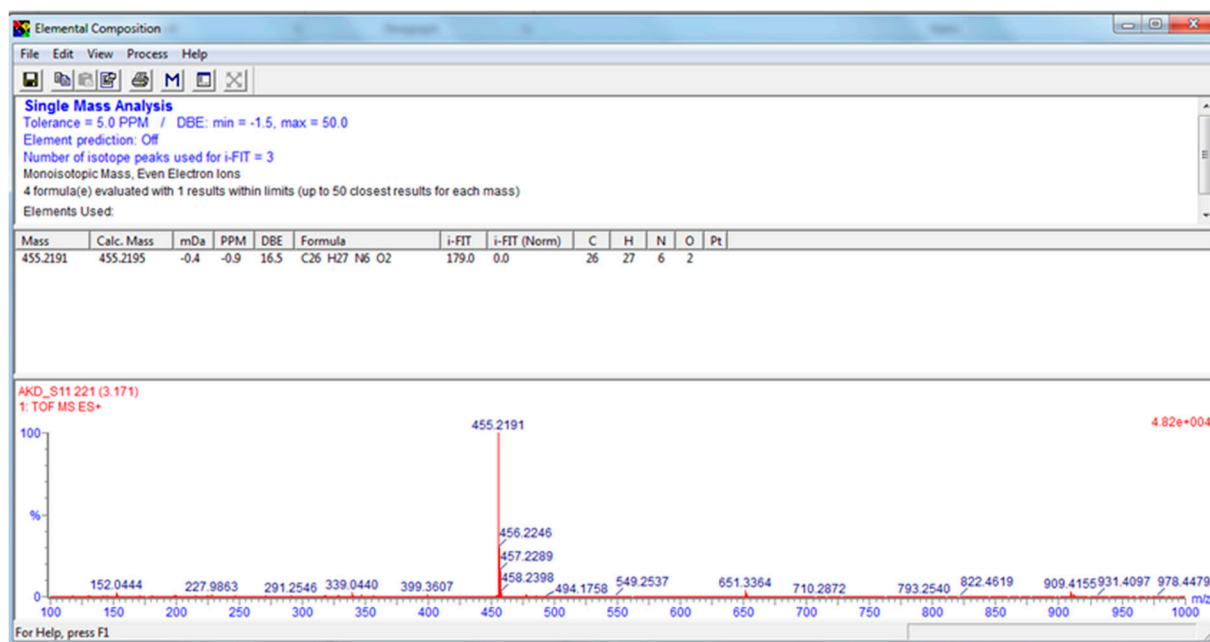 Elemental Composition
File Edit View Process Help
M
Single Mass Analysis
Tolerance = 5.0 PPM / DBE: min = -1.5, max = 50.0
Element prediction: Off
Number of isotope peaks used for i-FIT = 3
Monoisotopic Mass, Even Electron Ions
4 formula(e) evaluated with 1 results within limits (up to 50 closest results for each mass)
Elements Used:
Mass Calc. Mass mDa PPM DBE Formula i-FIT i-FIT (Norm) C H N O Pt
455.2191 455.2195 -0.4 -0.9 16.5 C26 H27 N6 O2 179.0 0.0 26 27 6 2
AKD_S11 221 (3.171)
1: TOF MS ES+
4.82e+004
455.2191
100
%
0
456.2246
457.2289
458.2398
152.0444 227.9863 291.2546 339.0440 399.3607 494.1758 549.2537 651.3364 710.2872 793.2540 822.4619 909.4155 931.4097 978.4479
m/z
100 150 200 250 300 350 400 450 500 550 600 650 700 750 800 850 900 950 1000
For Help, press F1